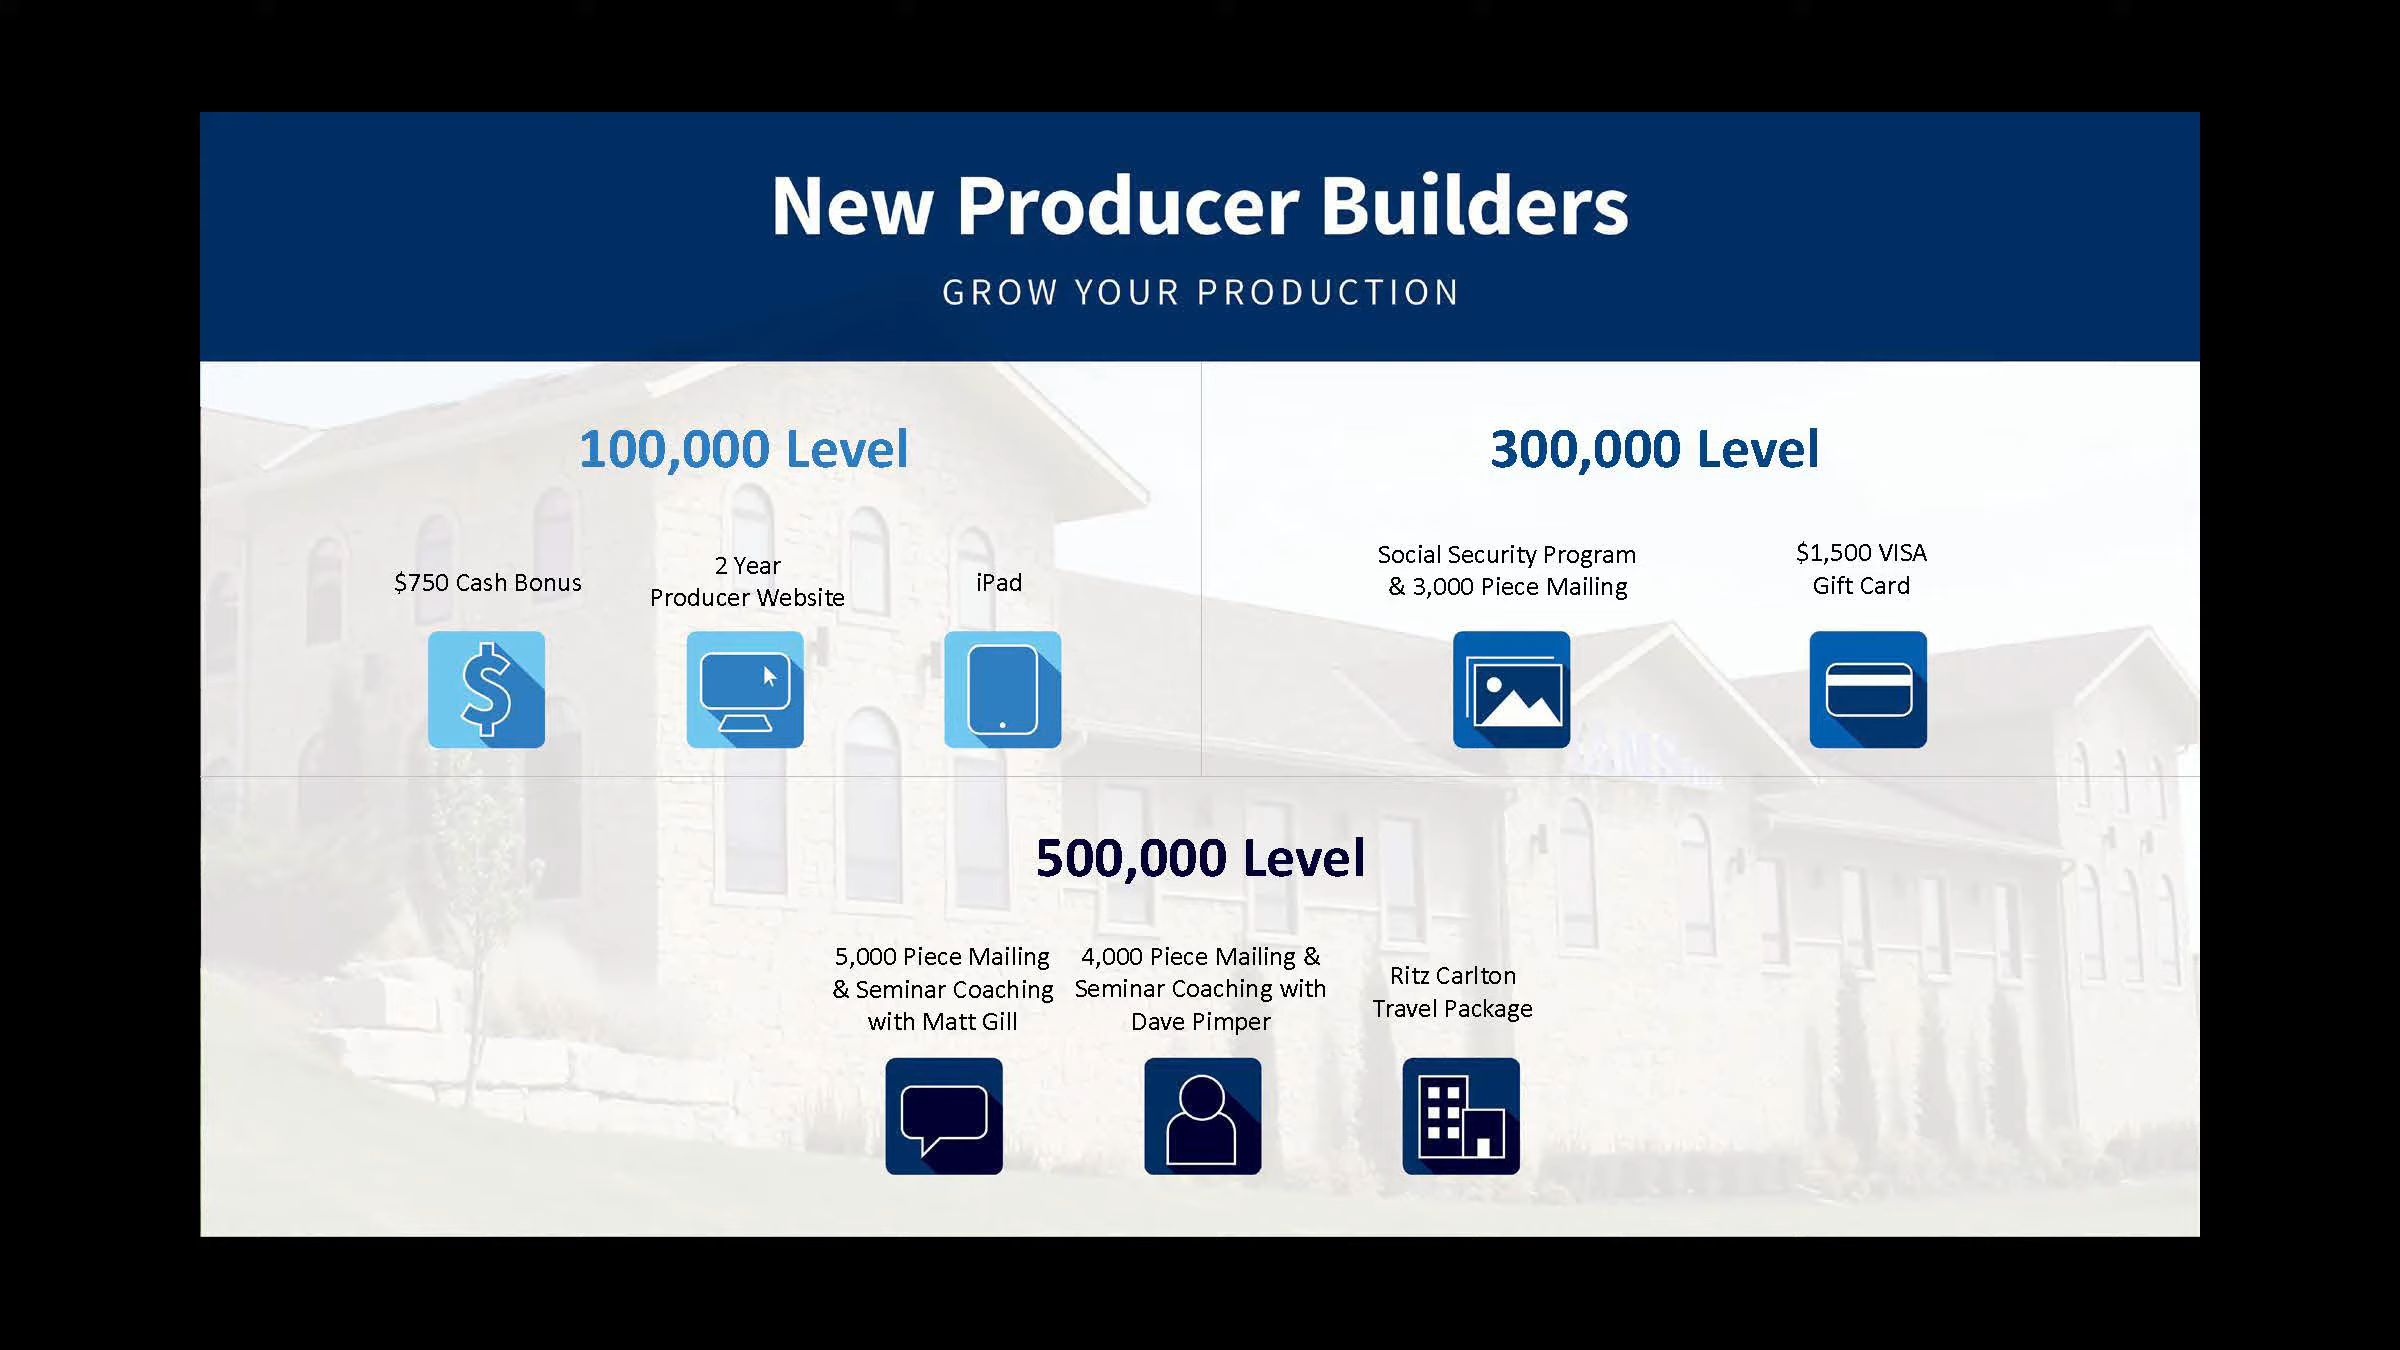 New Producer Builders
GROW YOUR PRODUCTION
100,000 Level
$750 Cash Bonus
2 Year
Producer Website
iPad
300,000 Level
Social Security Program
& 3,000 Piece Mailing
$1,500 VISA
Gift Card
500,000 Level
5,000 Piece Mailing
& Seminar Coaching
with Matt Gill
4,000 Piece Mailing &
Seminar Coaching with
Dave Pimper
Ritz Carlton
Travel Package